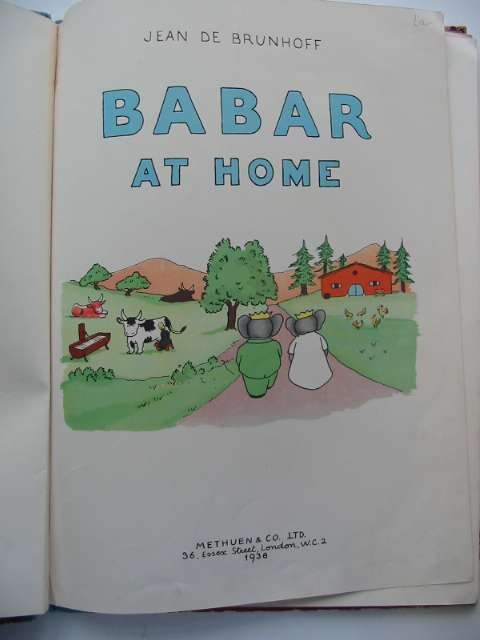 JEAN DE BRUNHOFF
BABAR
AT HOME
METHUEN & CO. LTD.
36. Essex Street, London, W.C.2
1938